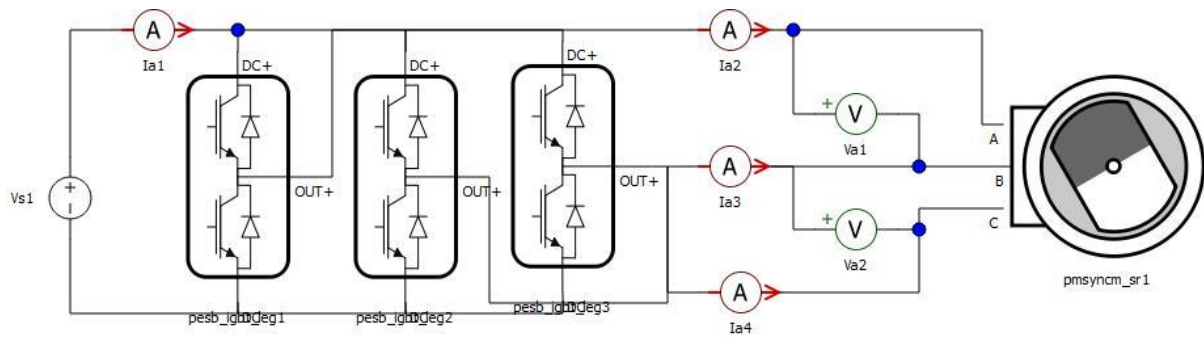 A
Ia1
DC+
DC+
DC+
A
Ia2
+
V
Va1
A
Vs1
+
OUT+
OUT+
OUT+
A
Ia3
B
+
V
Va2
C
pmsyncm_sr1
A
Ia4